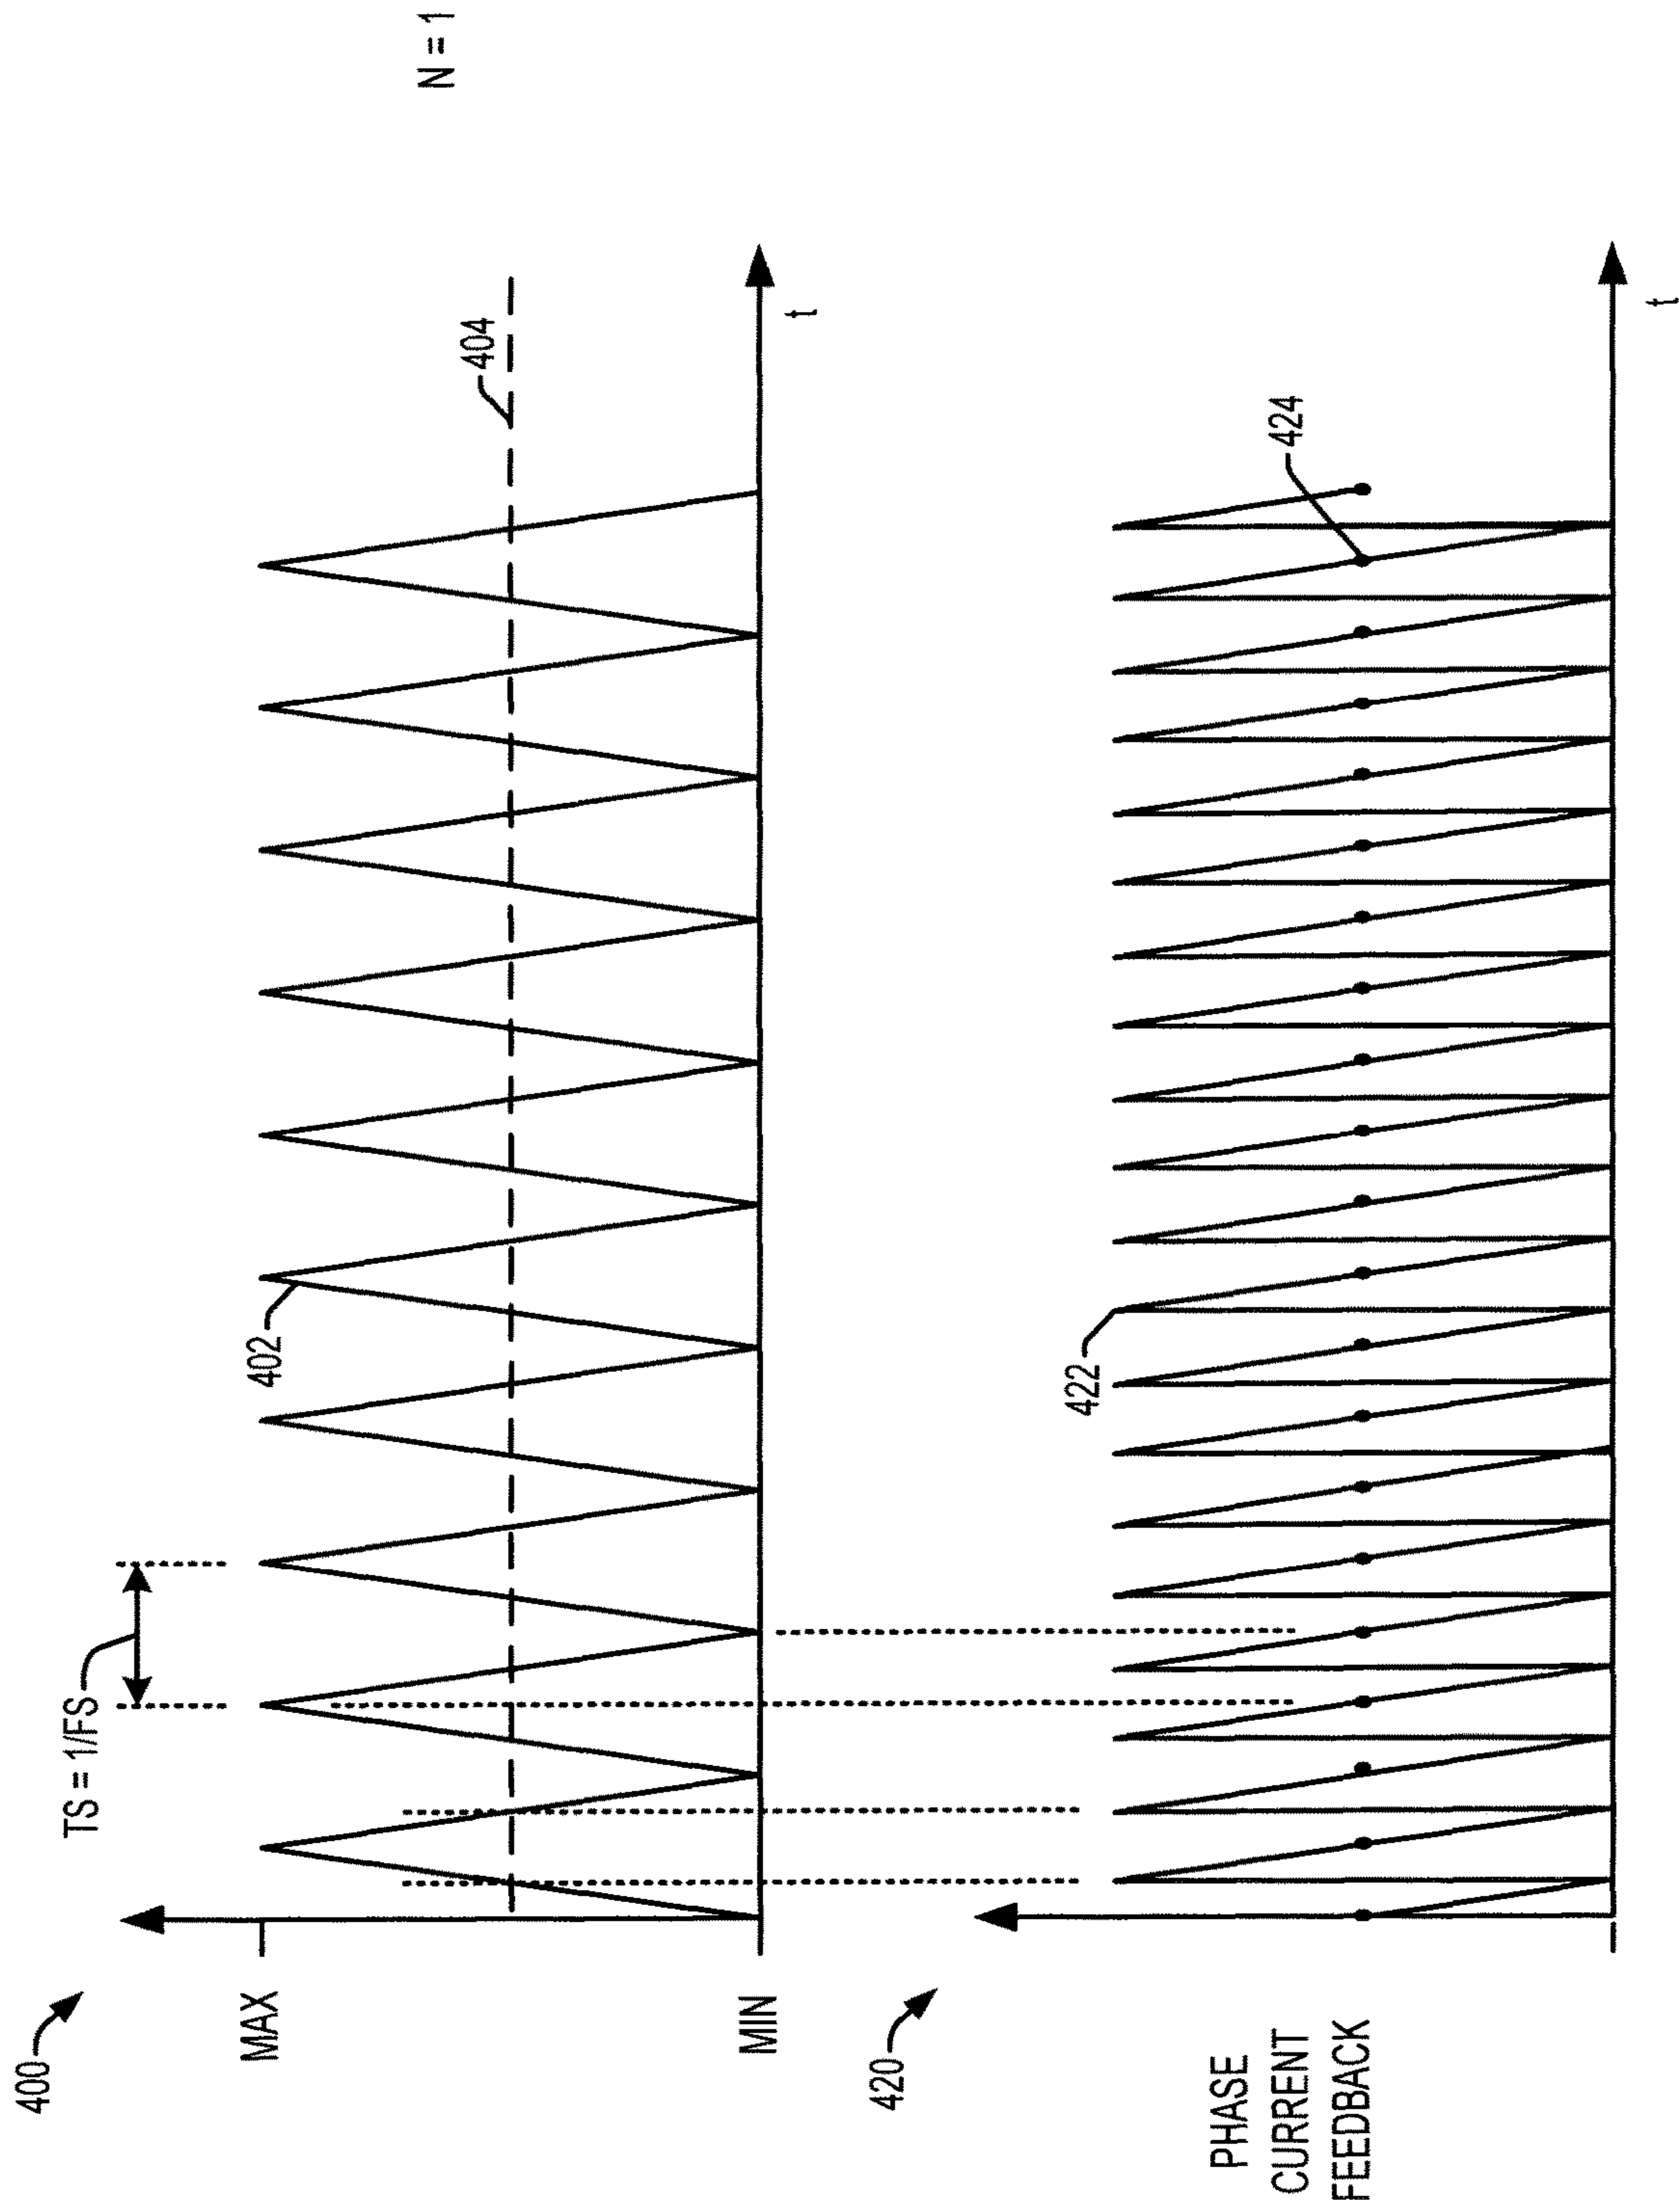 400
TS = 1/FS
N = 1
MAX
402
404
MIN
t
420
PHASE
CURRENT
FEEDBACK
422
424
t